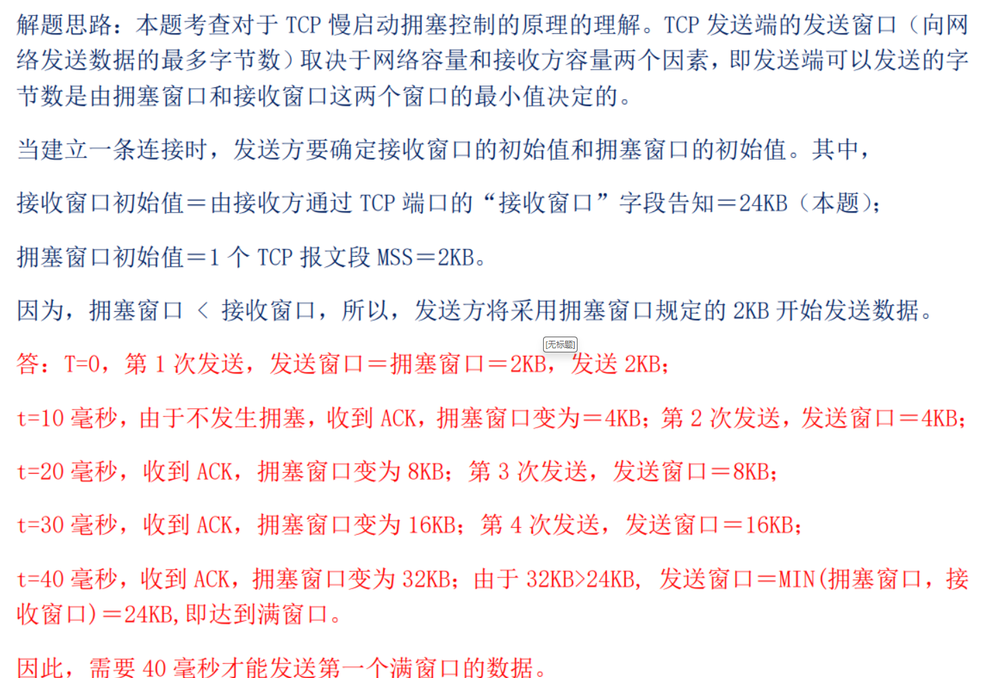 解题思路：本题考查对于 TCP 慢启动拥塞控制的原理的理解。TCP 发送端的发送窗口（向网
络发送数据的最多字节数）取决于网络容量和接收方容量两个因素，即发送端可以发送的字
节数是由拥塞窗口和接收窗口这两个窗口的最小值决定的。
当建立一条连接时，发送方要确定接收窗口的初始值和拥塞窗口的初始值。其中，
接收窗口初始值＝由接收方通过 TCP 端口的“接收窗口”字段告知＝24KB（本题）；
拥塞窗口初始值＝1 个 TCP 报文段 MSS＝2KB。
因为，拥塞窗口 < 接收窗口，所以，发送方将采用拥塞窗口规定的 2KB 开始发送数据。
[无标题]
答：T=0，第 1 次发送，发送窗口＝拥塞窗口＝2KB，发送 2KB；
t=10 毫秒，由于不发生拥塞，收到 ACK，拥塞窗口变为＝4KB；第 2 次发送，发送窗口＝4KB；
t=20 毫秒，收到 ACK，拥塞窗口变为 8KB；第 3 次发送，发送窗口＝8KB；
t=30 毫秒，收到 ACK，拥塞窗口变为 16KB；第 4 次发送，发送窗口＝16KB；
t=40 毫秒，收到 ACK，拥塞窗口变为 32KB；由于 32KB>24KB, 发送窗口＝MIN(拥塞窗口，接
收窗口)＝24KB,即达到满窗口。
因此，需要 40 毫秒才能发送第一个满窗口的数据。